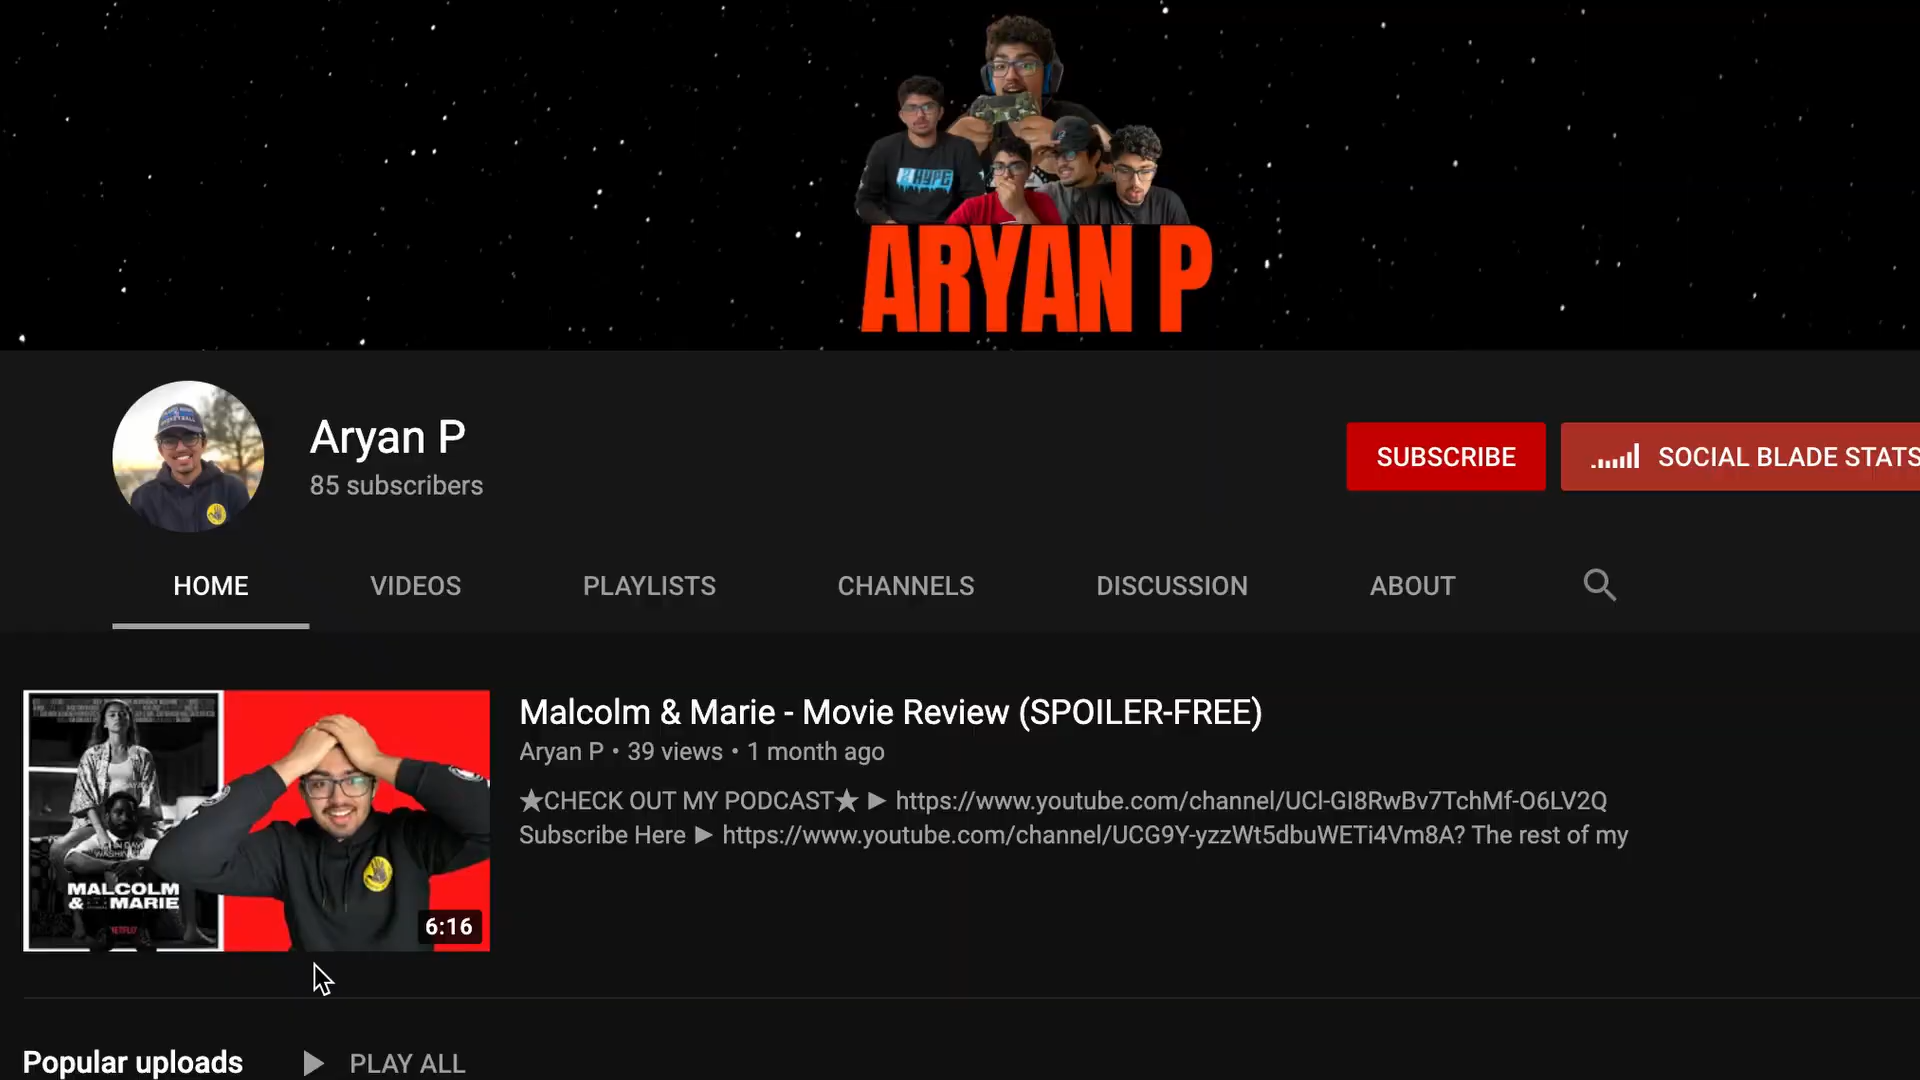 HYPE
ARYAN P
Aryan P
85 subscribers
SUBSCRIBE
SOCIAL BLADE STATS
HOME
VIDEOS
PLAYLISTS
CHANNELS
DISCUSSION
ABOUT
Malcolm & Marie - Movie Review (SPOILER-FREE)
Aryan P • 39 views • 1 month ago
★CHECK OUT MY PODCAST★ ► https://www.youtube.com/channel/UCl-GI8RwBv7TchMf-O6LV2Q
Subscribe Here ► https://www.youtube.com/channel/UCG9Y-yzzWt5dbuWETi4Vm8A? The rest of my
MALCOLM
& MARIE
NETFLIX
6:16
Popular uploads
PLAY ALL